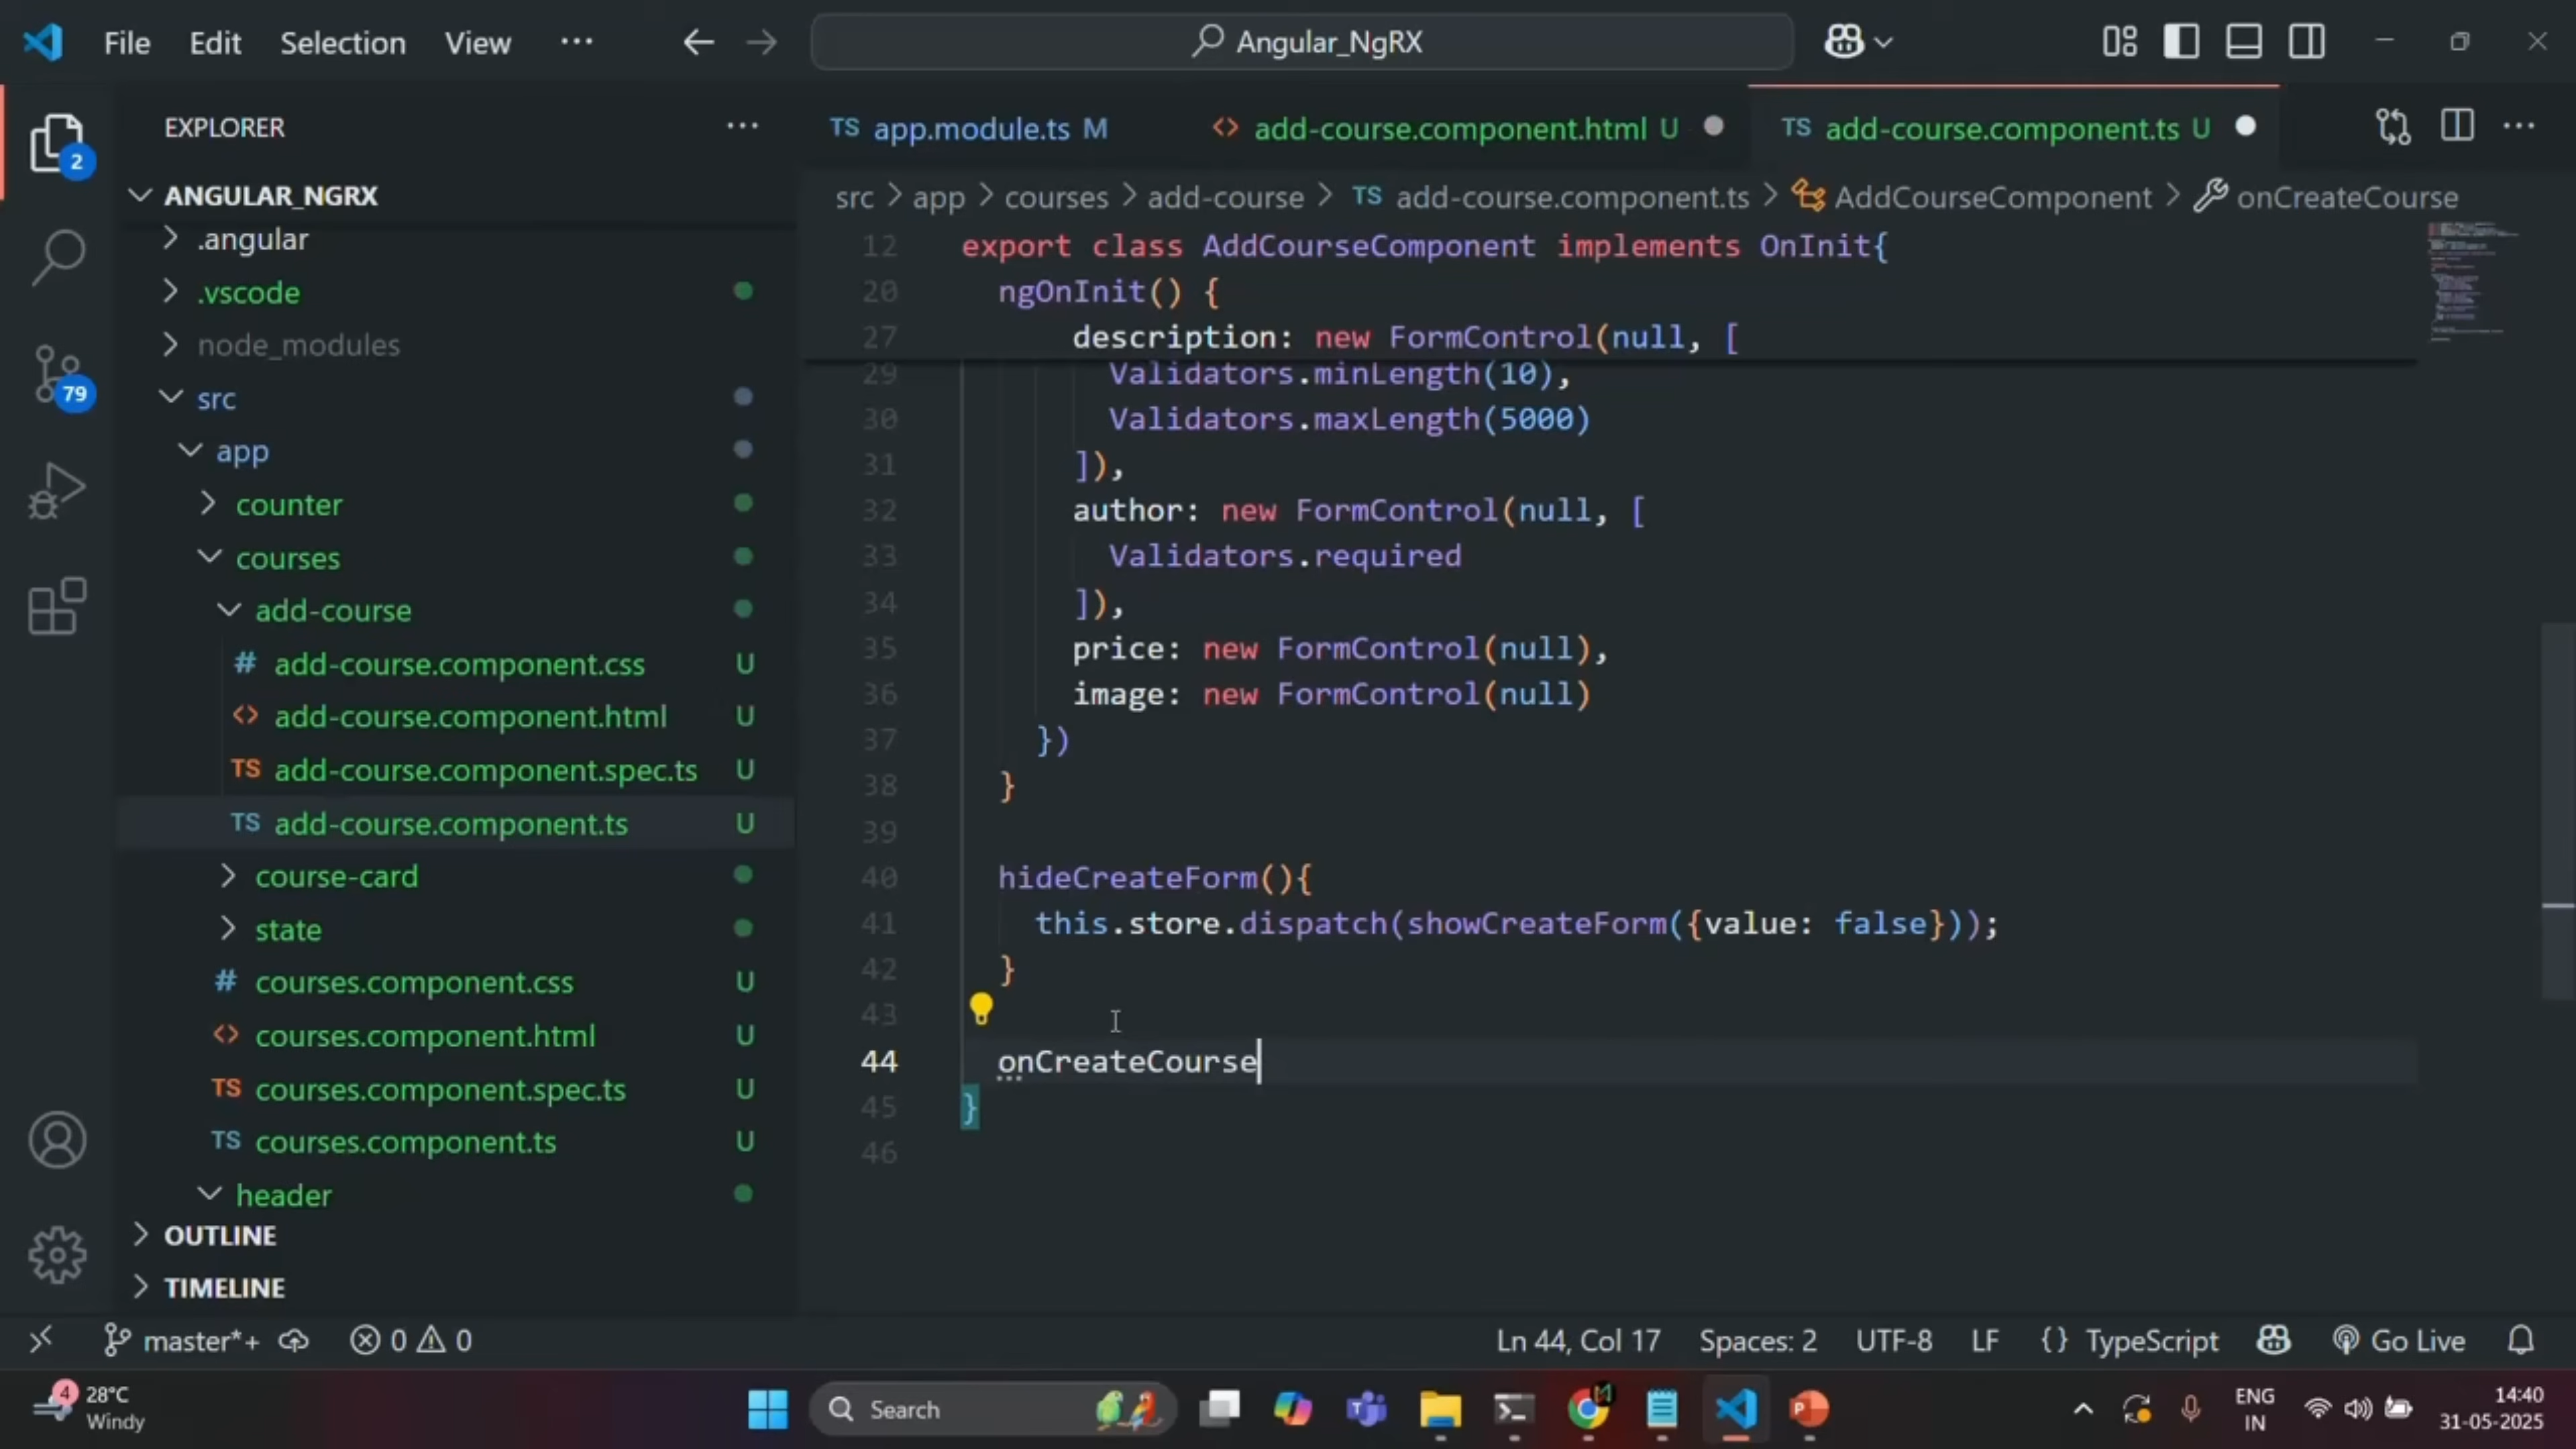 File Edit Selection View ··· Angular_NgRX
EXPLORER ···
2
79
ANGULAR_NGRX
.angular
.vscode
node_modules
src
app
counter
courses
add-course
# add-course.component.css U
<> add-course.component.html U
TS add-course.component.spec.ts U
TS add-course.component.ts U
course-card
state
# courses.component.css U
<> courses.component.html U
TS courses.component.spec.ts U
TS courses.component.ts U
header
OUTLINE
TIMELINE
TS app.module.ts M <> add-course.component.html U TS add-course.component.ts U ···
src > app > courses > add-course > TS add-course.component.ts > AddCourseComponent > onCreateCourse
12 export class AddCourseComponent implements OnInit{
20 ngOnInit() {
27 description: new FormControl(null, [
29 Validators.minLength(10),
30 Validators.maxLength(5000)
31 ]),
32 author: new FormControl(null, [
33 Validators.required
34 ]),
35 price: new FormControl(null),
36 image: new FormControl(null)
37 })
38 }
39
40 hideCreateForm(){
41 this.store.dispatch(showCreateForm({value: false}));
42 }
43
44 onCreateCourse
45 }
46
master*+ 0 0 Ln 44, Col 17 Spaces: 2 UTF-8 LF {} TypeScript Go Live
4 28°C
Windy
Search
ENG
IN
14:40
31-05-2025